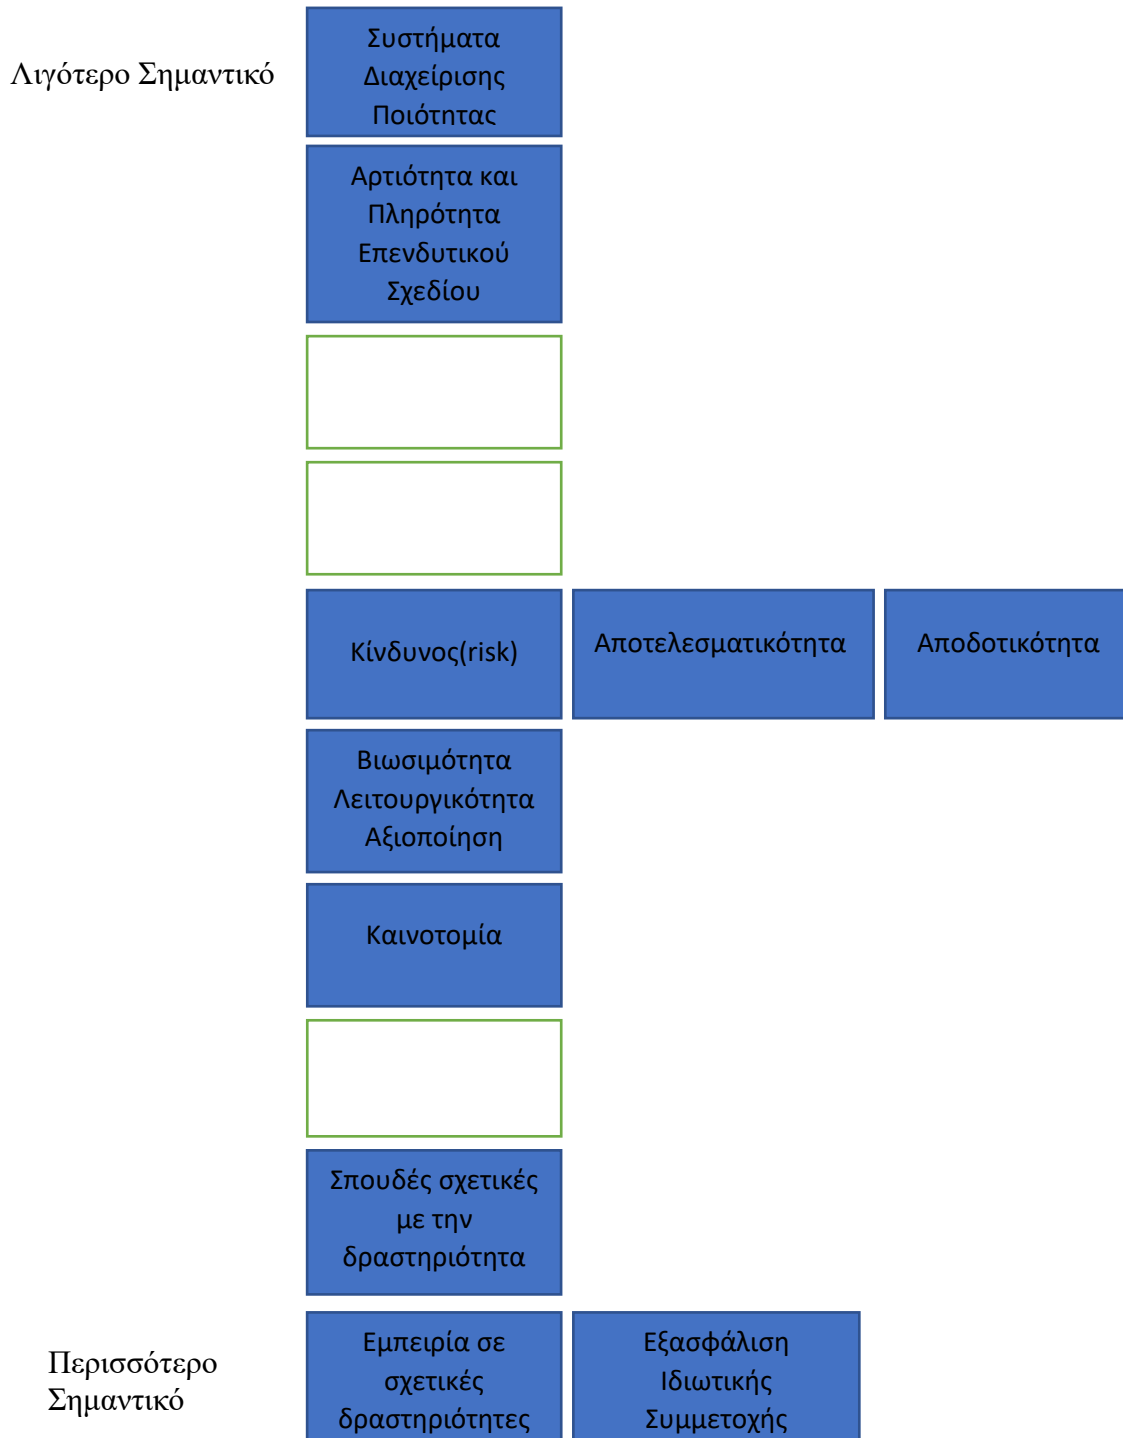 Λιγότερο Σημαντικό
Συστήματα
Διαχείρισης
Ποιότητας
Αρτιότητα και
Πληρότητα
Επενδυτικού
Σχεδίου
Κίνδυνος(risk)
Αποτελεσματικότητα
Αποδοτικότητα
Βιωσιμότητα
Λειτουργικότητα
Αξιοποίηση
Καινοτομία
Σπουδές σχετικές
με την
δραστηριότητα
Περισσότερο
Σημαντικό
Εμπειρία σε
σχετικές
δραστηριότητες
Εξασφάλιση
Ιδιωτικής
Συμμετοχής